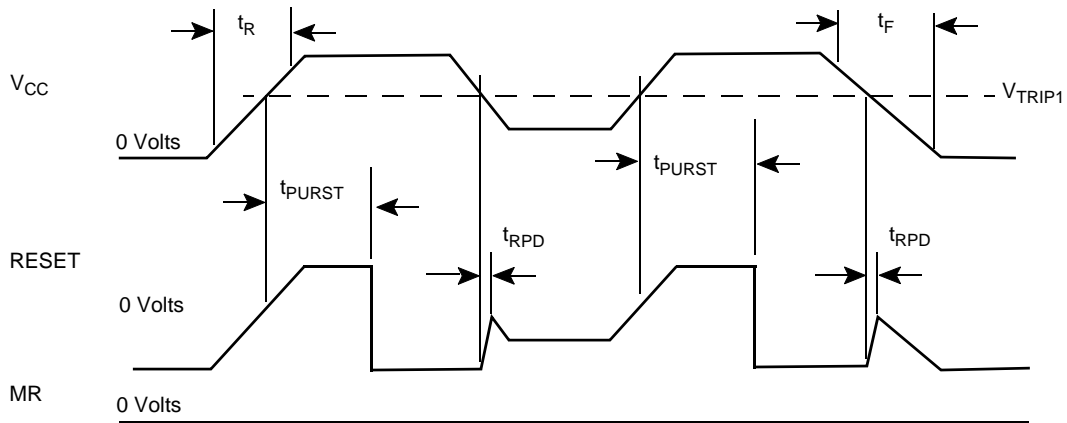 tR
tF
VCC
VTRIP1
0 Volts
tPURST
tPURST
tRPD
tRPD
RESET
0 Volts
MR
0 Volts